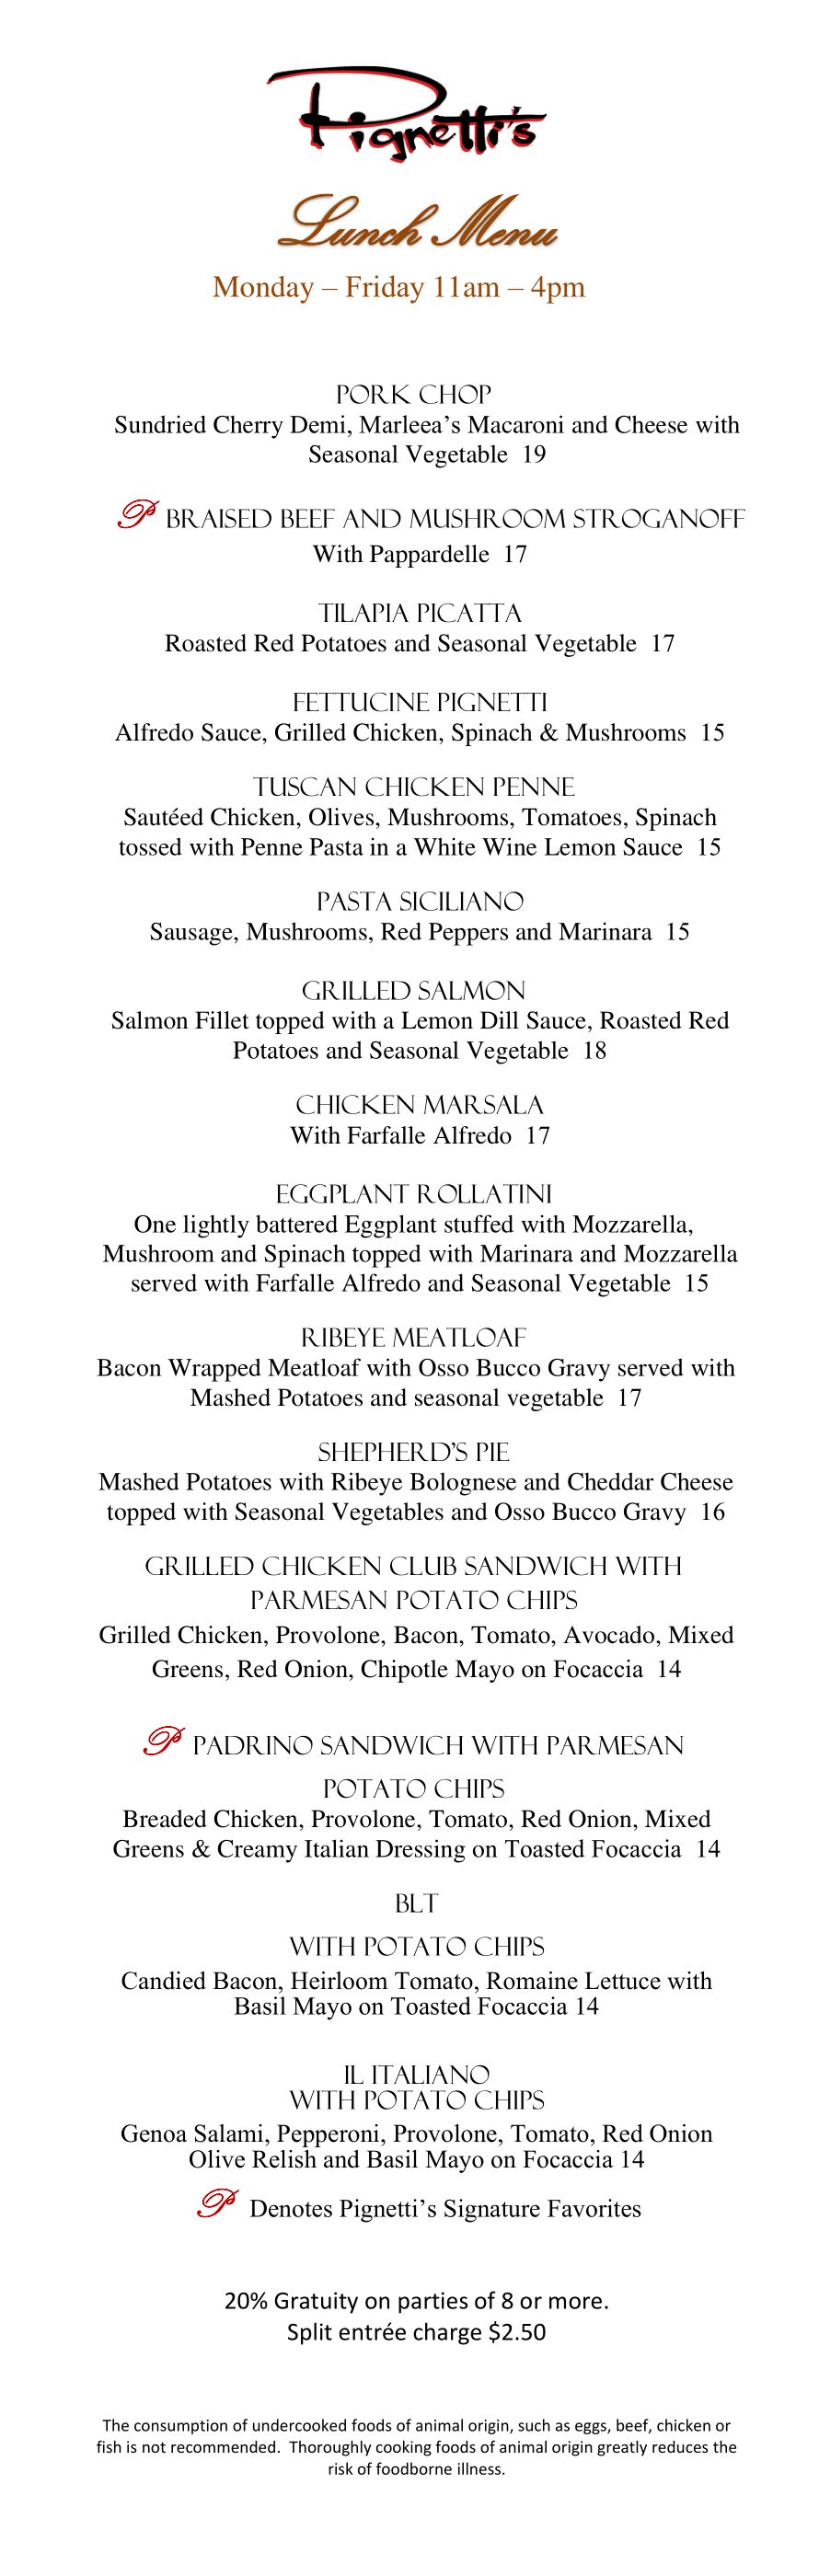 Pignetti's
Lunch Menu
Monday – Friday 11am – 4pm
PORK CHOP
Sundried Cherry Demi, Marleea’s Macaroni and Cheese with
Seasonal Vegetable 19
P BRAISED BEEF AND MUSHROOM STROGANOFF
With Pappardelle 17
TILAPIA PICATTA
Roasted Red Potatoes and Seasonal Vegetable 17
FETTUCINE PIGNETTI
Alfredo Sauce, Grilled Chicken, Spinach & Mushrooms 15
TUSCAN CHICKEN PENNE
Sautéed Chicken, Olives, Mushrooms, Tomatoes, Spinach
tossed with Penne Pasta in a White Wine Lemon Sauce 15
PASTA SICILIANO
Sausage, Mushrooms, Red Peppers and Marinara 15
GRILLED SALMON
Salmon Fillet topped with a Lemon Dill Sauce, Roasted Red
Potatoes and Seasonal Vegetable 18
CHICKEN MARSALA
With Farfalle Alfredo 17
EGGPLANT ROLLATINI
One lightly battered Eggplant stuffed with Mozzarella,
Mushroom and Spinach topped with Marinara and Mozzarella
served with Farfalle Alfredo and Seasonal Vegetable 15
RIBEYE MEATLOAF
Bacon Wrapped Meatloaf with Osso Bucco Gravy served with
Mashed Potatoes and seasonal vegetable 17
SHEPHERD’S PIE
Mashed Potatoes with Ribeye Bolognese and Cheddar Cheese
topped with Seasonal Vegetables and Osso Bucco Gravy 16
GRILLED CHICKEN CLUB SANDWICH WITH
PARMESAN POTATO CHIPS
Grilled Chicken, Provolone, Bacon, Tomato, Avocado, Mixed
Greens, Red Onion, Chipotle Mayo on Focaccia 14
P PADRINO SANDWICH WITH PARMESAN
POTATO CHIPS
Breaded Chicken, Provolone, Tomato, Red Onion, Mixed
Greens & Creamy Italian Dressing on Toasted Focaccia 14
BLT
WITH POTATO CHIPS
Candied Bacon, Heirloom Tomato, Romaine Lettuce with
Basil Mayo on Toasted Focaccia 14
IL ITALIANO
WITH POTATO CHIPS
Genoa Salami, Pepperoni, Provolone, Tomato, Red Onion
Olive Relish and Basil Mayo on Focaccia 14
P Denotes Pignetti’s Signature Favorites
20% Gratuity on parties of 8 or more.
Split entrée charge $2.50
The consumption of undercooked foods of animal origin, such as eggs, beef, chicken or
fish is not recommended. Thoroughly cooking foods of animal origin greatly reduces the
risk of foodborne illness.